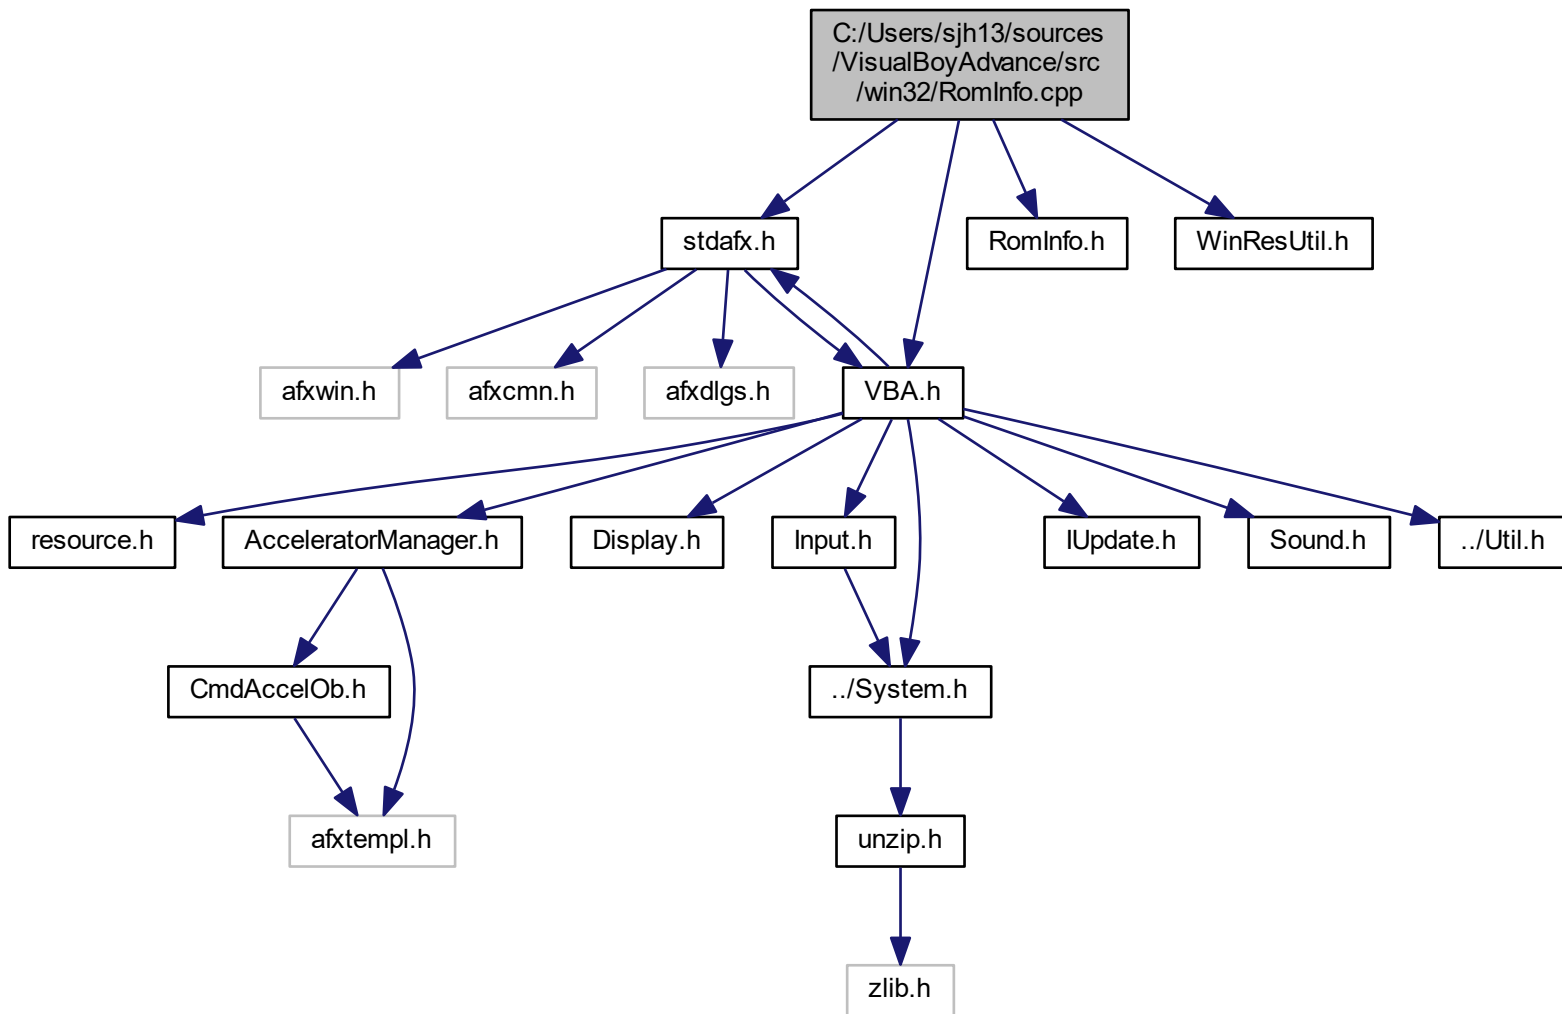 C:/Users/sjh13/sources
/VisualBoyAdvance/src
/win32/RomInfo.cpp
stdafx.h
RomInfo.h
WinResUtil.h
afxwin.h
afxcmn.h
afxdlgs.h
VBA.h
resource.h
AcceleratorManager.h
Display.h
Input.h
IUpdate.h
Sound.h
../Util.h
CmdAccelOb.h
../System.h
afxtempl.h
unzip.h
zlib.h